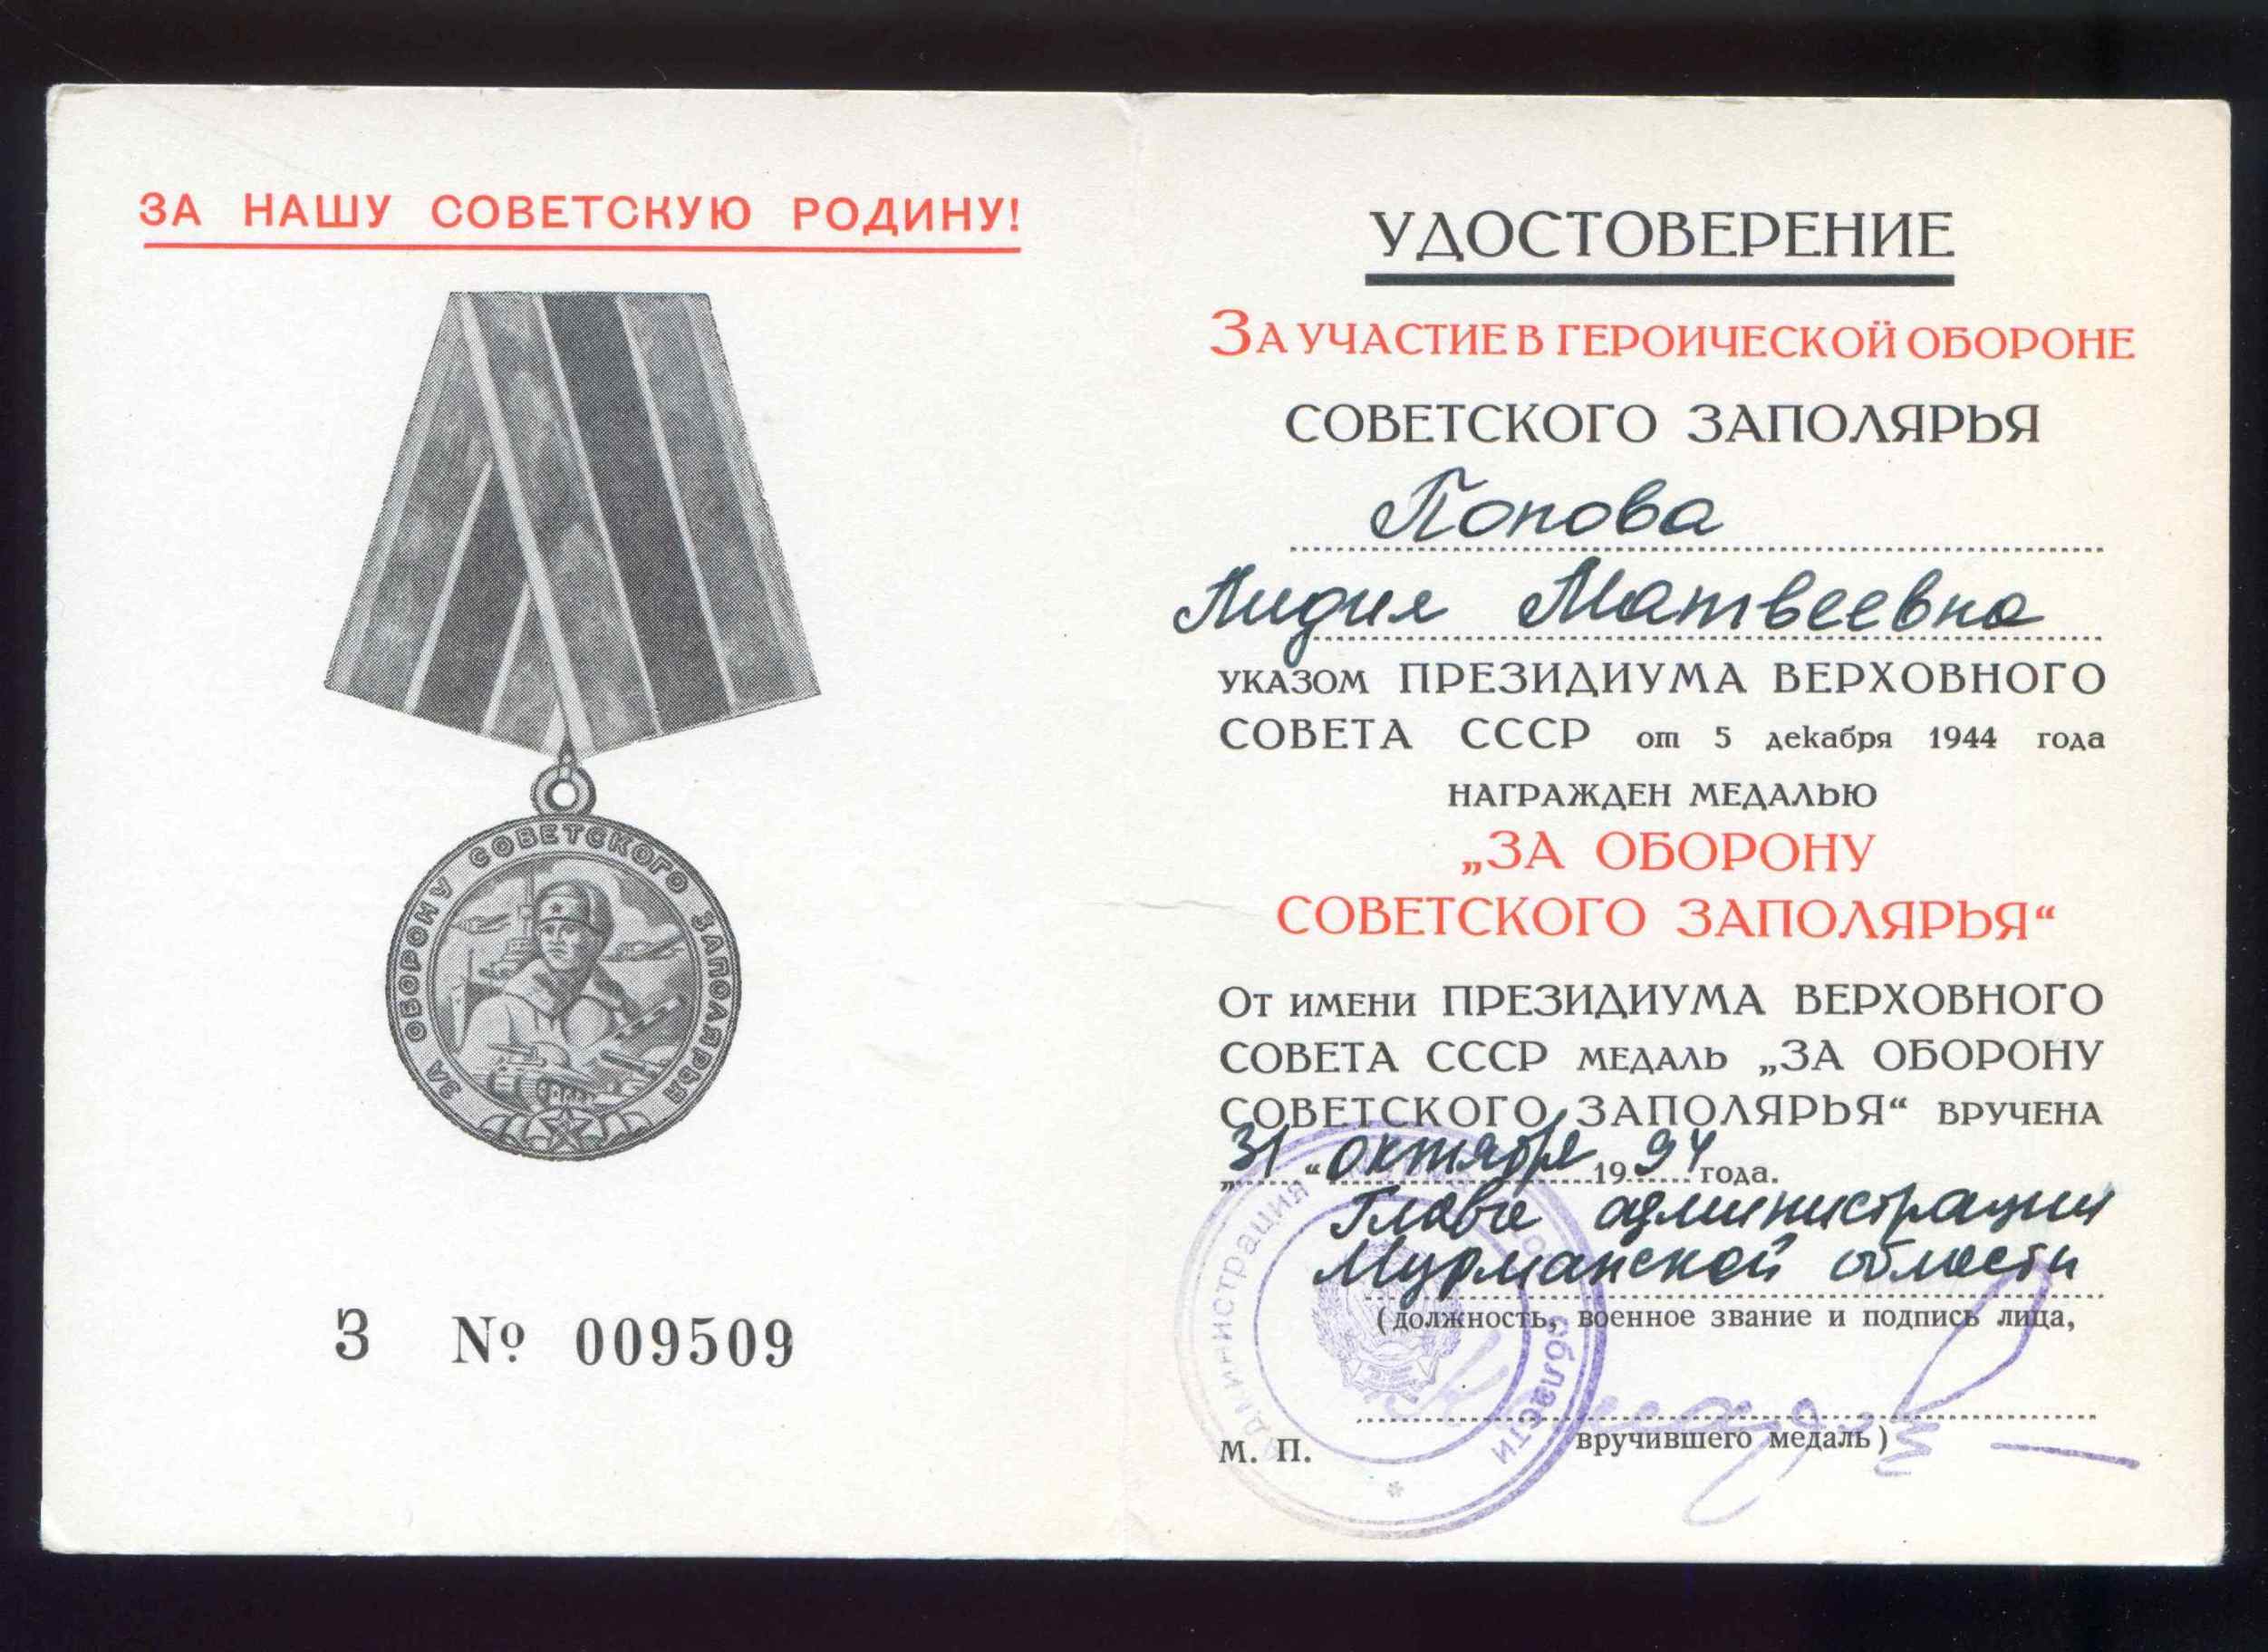 ЗА НАШУ СОВЕТСКУЮ РОДИНУ!
ЗА ОБОРОНУ СОВЕТСКОГО ЗАПОЛЯРЬЯ
З № 009509
УДОСТОВЕРЕНИЕ
ЗА УЧАСТИЕ В ГЕРОИЧЕСКОЙ ОБОРОНЕ
СОВЕТСКОГО ЗАПОЛЯРЬЯ
Попова
Лидия Матвеевна
УКАЗОМ ПРЕЗИДИУМА ВЕРХОВНОГО
СОВЕТА СССР от 5 декабря 1944 года
НАГРАЖДЕН МЕДАЛЬЮ
„ЗА ОБОРОНУ
СОВЕТСКОГО ЗАПОЛЯРЬЯ“
ОТ ИМЕНИ ПРЕЗИДИУМА ВЕРХОВНОГО
СОВЕТА СССР МЕДАЛЬ „ЗА ОБОРОНУ
СОВЕТСКОГО ЗАПОЛЯРЬЯ“ ВРУЧЕНА
„31“ октября 1994 года.
Глава администрации
Мурманской области
(должность, военное звание и подпись лица,
вручившего медаль)
М. П.
администрация
области